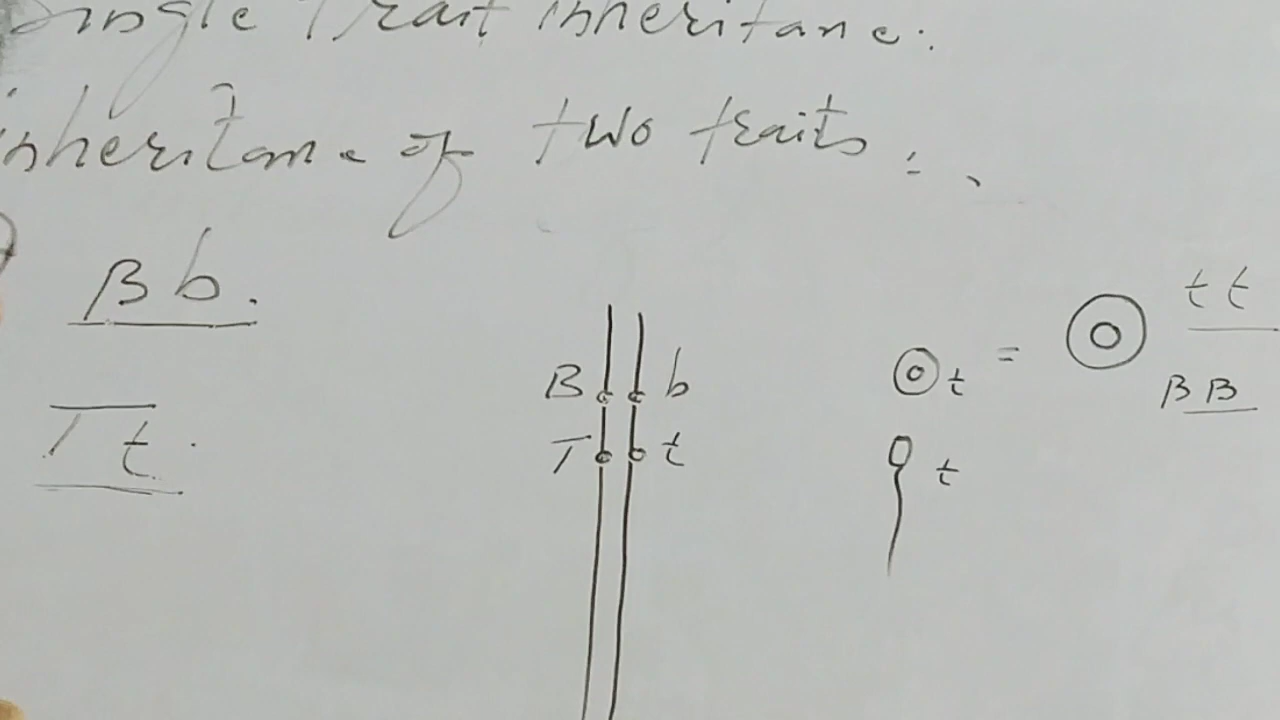 Single Trait inheritance.
inheritance of two traits :
Bb.
Tt.
B b
T t
t = tt
BB
t